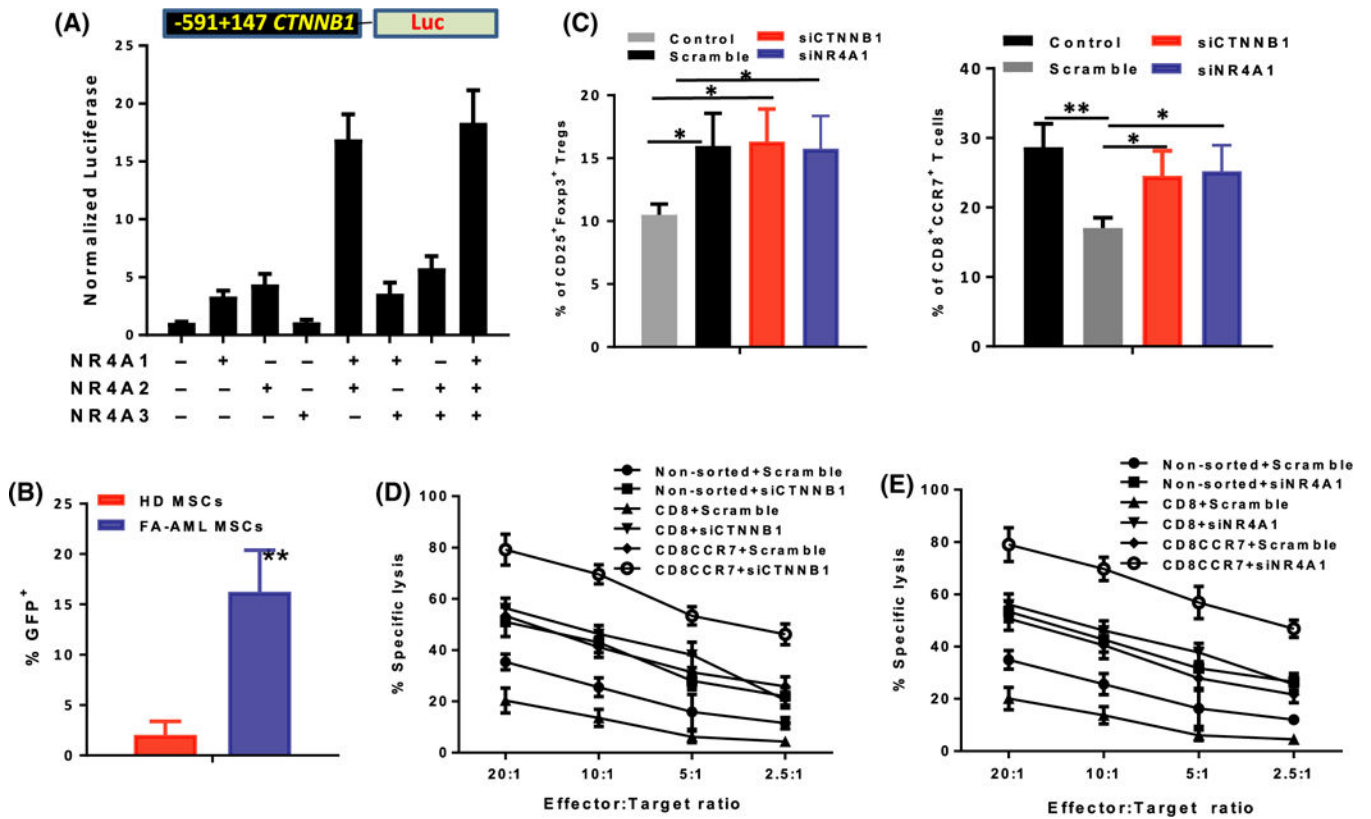 (A)
-591+147 CTNNB1
Luc
Normalized Luciferase
25
20
15
10
5
0
NR4A1 – + – – + + – +
NR4A2 – – + – + – + +
NR4A3 – – – + – + + +
(C)
Control
Scramble
siCTNNB1
siNR4A1
% of CD25+Foxp3+ Tregs
20
15
10
5
0
*
*
*
Control
Scramble
siCTNNB1
siNR4A1
% of CD8+CCR7+ T cells
40
30
20
10
0
**
*
*
(B)
HD MSCs
FA-AML MSCs
% GFP+
25
20
15
10
5
0
**
(D)
Non-sorted+Scramble
Non-sorted+siCTNNB1
CD8+Scramble
CD8+siCTNNB1
CD8CCR7+Scramble
CD8CCR7+siCTNNB1
% Specific lysis
100
80
60
40
20
0
20:1 10:1 5:1 2.5:1
Effector:Target ratio
(E)
Non-sorted+Scramble
Non-sorted+siNR4A1
CD8+Scramble
CD8+siNR4A1
CD8CCR7+Scramble
CD8CCR7+siNR4A1
% Specific lysis
100
80
60
40
20
0
20:1 10:1 5:1 2.5:1
Effector:Target ratio